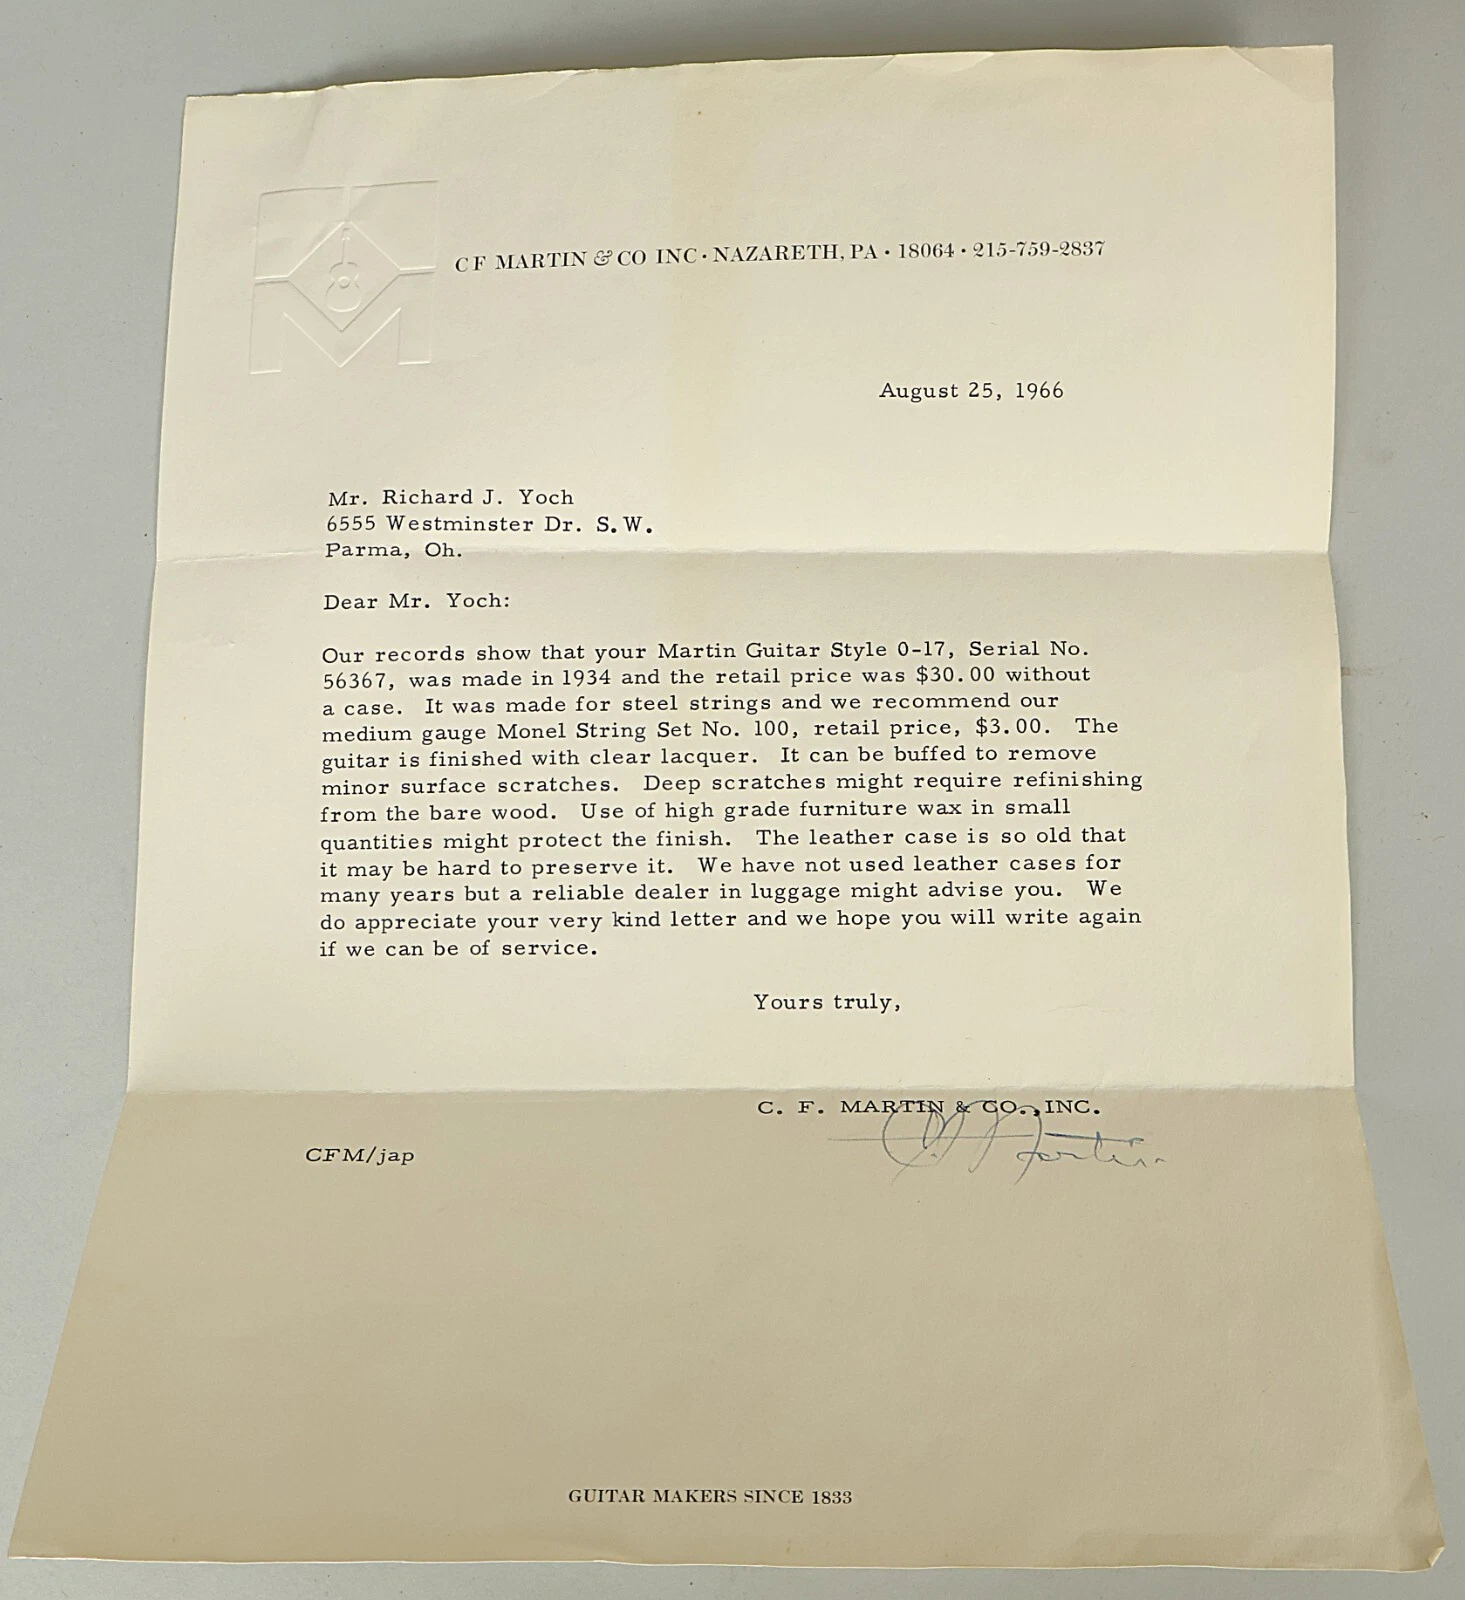 C F MARTIN & CO INC · NAZARETH, PA · 18064 · 215-759-2837
August 25, 1966
Mr. Richard J. Yoch
6555 Westminster Dr. S.W.
Parma, Oh.
Dear Mr. Yoch:
Our records show that your Martin Guitar Style 0-17, Serial No.
56367, was made in 1934 and the retail price was $30.00 without
a case. It was made for steel strings and we recommend our
medium gauge Monel String Set No. 100, retail price, $3.00. The
guitar is finished with clear lacquer. It can be buffed to remove
minor surface scratches. Deep scratches might require refinishing
from the bare wood. Use of high grade furniture wax in small
quantities might protect the finish. The leather case is so old that
it may be hard to preserve it. We have not used leather cases for
many years but a reliable dealer in luggage might advise you. We
do appreciate your very kind letter and we hope you will write again
if we can be of service.
Yours truly,
C. F. MARTIN & CO., INC.
C. F. Martin
CFM/jap
GUITAR MAKERS SINCE 1833